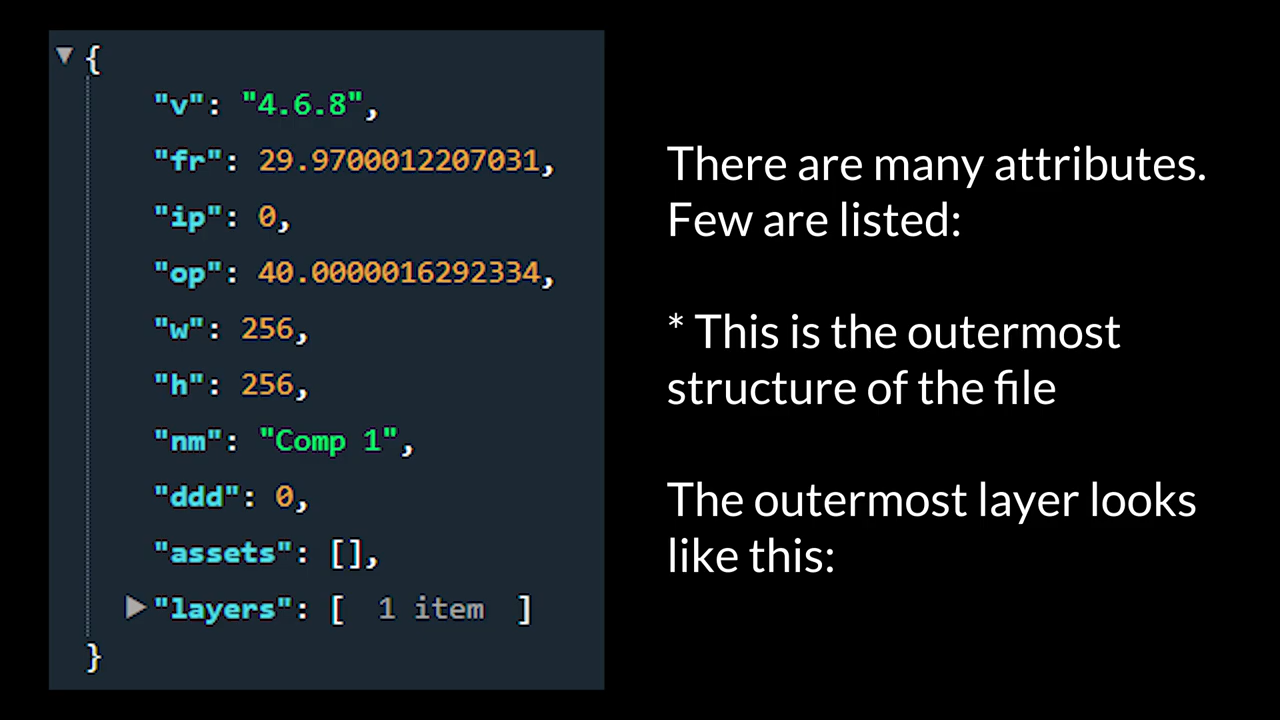 {
"v": "4.6.8",
"fr": 29.9700012207031,
"ip": 0,
"op": 40.0000016292334,
"w": 256,
"h": 256,
"nm": "Comp 1",
"ddd": 0,
"assets": [],
"layers": [ 1 item ]
}
There are many attributes.
Few are listed:
* This is the outermost
structure of the file
The outermost layer looks
like this: